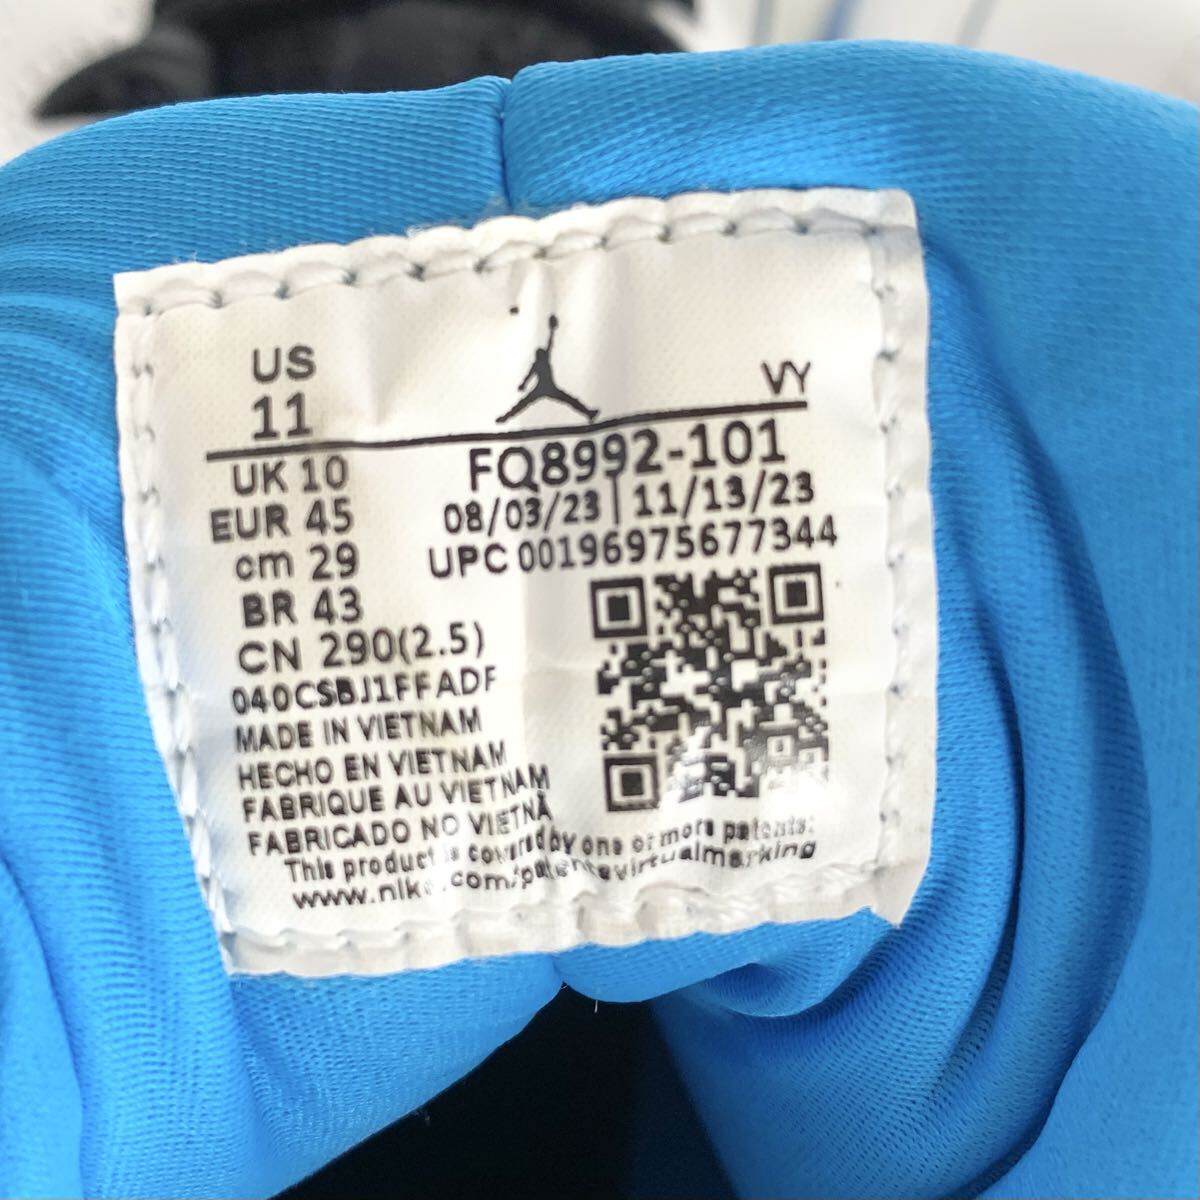 US
11
VY
UK 10
EUR 45
cm 29
BR 43
CN 290(2.5)
FQ8992-101
08/03/23 | 11/13/23
UPC 00196975677344
040CSBJ1FFADF
MADE IN VIETNAM
HECHO EN VIETNAM
FABRIQUE AU VIETNAM
FABRICADO NO VIETNÃ
This product is covered by one or more patents:
www.nike.com/patentsvirtualmarking